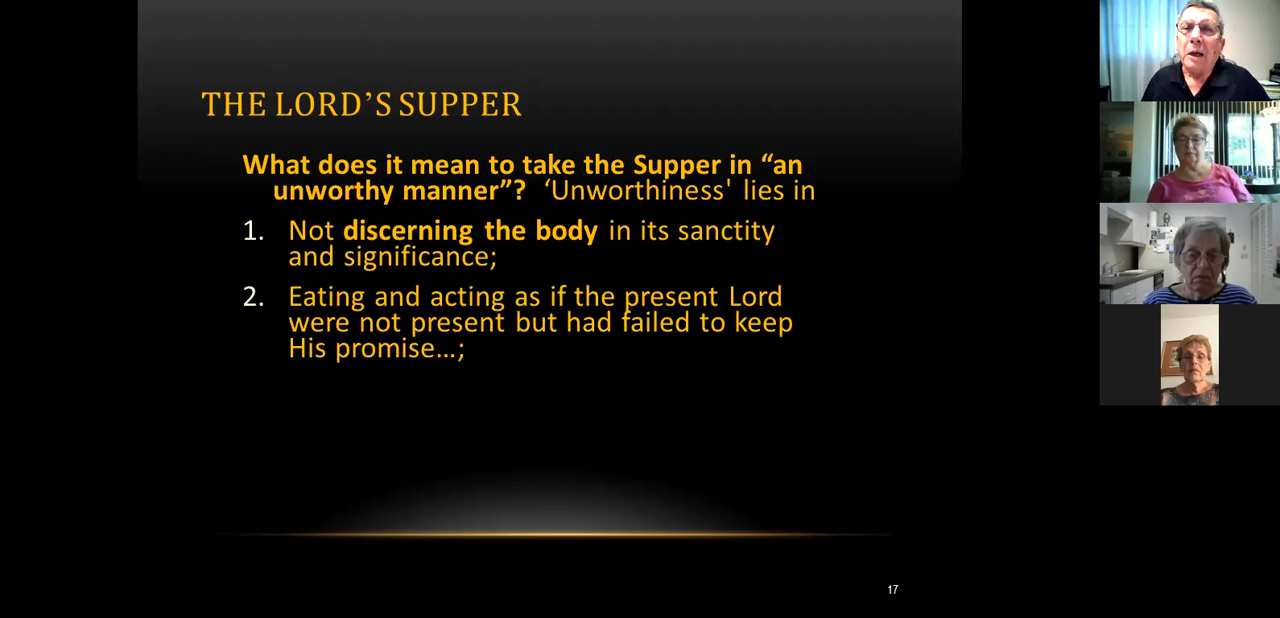 THE LORD’S SUPPER
What does it mean to take the Supper in “an
unworthy manner”? ‘Unworthiness' lies in
1. Not discerning the body in its sanctity
and significance;
2. Eating and acting as if the present Lord
were not present but had failed to keep
His promise…;
17